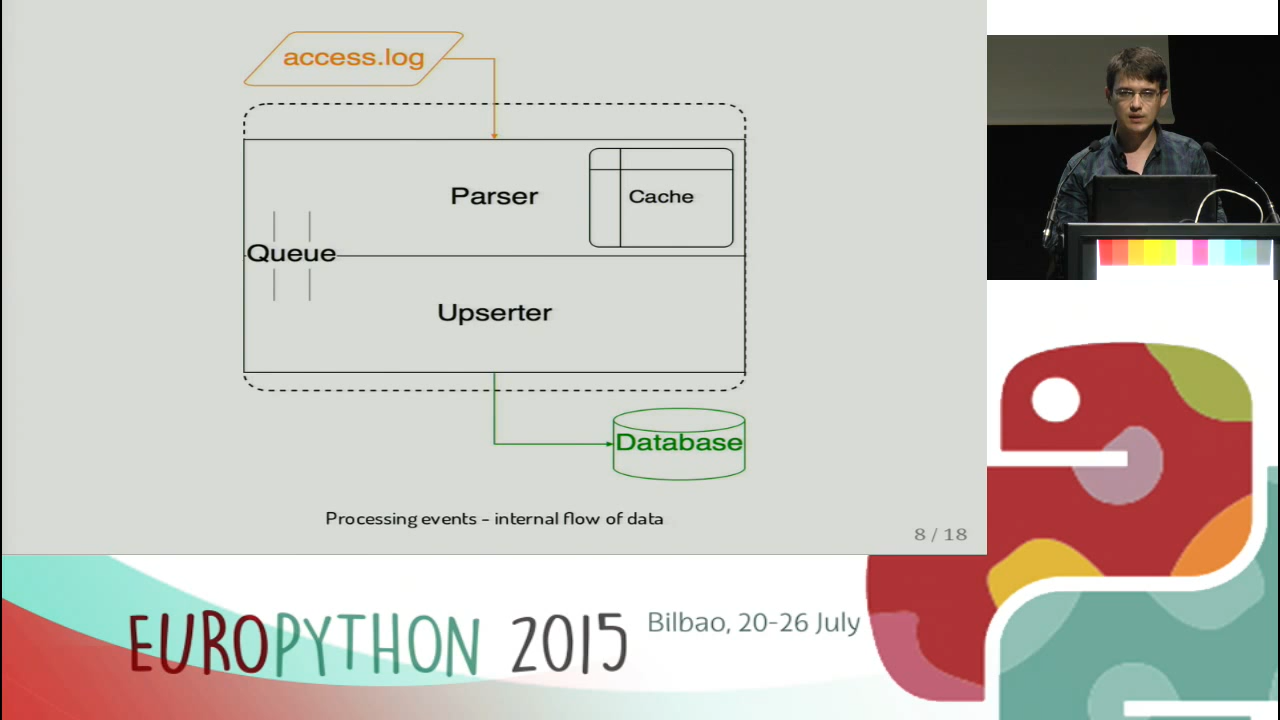 access.log
Parser
Cache
Queue
Upserter
Database
Processing events - internal flow of data
8 / 18
EUROPYTHON 2015
Bilbao, 20-26 July